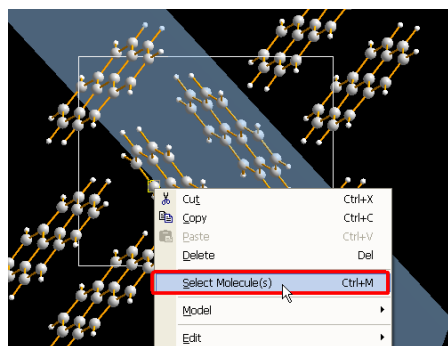 Cut Ctrl+X
Copy Ctrl+C
Paste Ctrl+V
Delete Del
Select Molecule(s) Ctrl+M
Model
Edit